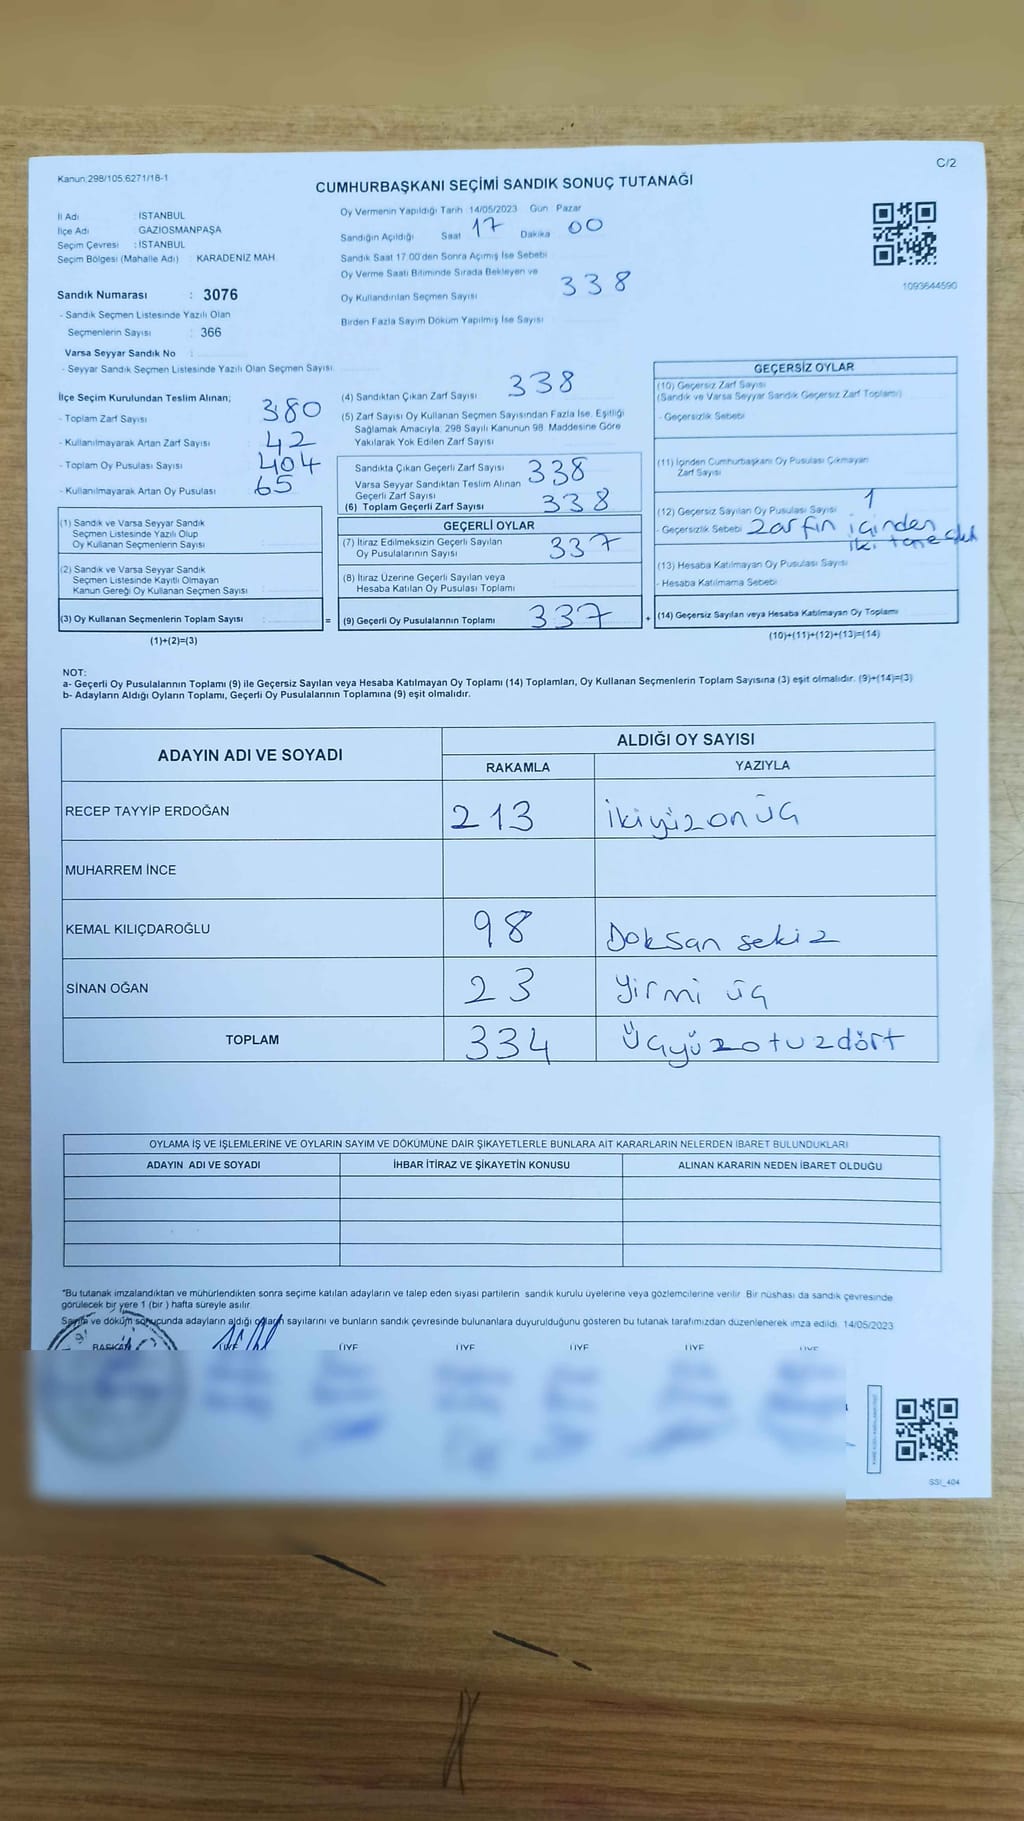 Kanun:298/105:6271/18-1
C/2
CUMHURBAŞKANI SEÇİMİ SANDIK SONUÇ TUTANAĞI
İl Adı : İSTANBUL
İlçe Adı : GAZİOSMANPAŞA
Seçim Çevresi : İSTANBUL
Seçim Bölgesi (Mahalle Adı) : KARADENİZ MAH.
Oy Vermenin Yapıldığı Tarih : 14/05/2023 Gün : Pazar
Sandığın Açıldığı Saat 17 Dakika 00
Sandık Saat 17:00'den Sonra Açımış İse Sebebi
Oy Verme Saati Bitiminde Sırada Bekleyen ve
Oy Kullandırılan Seçmen Sayısı 338
Birden Fazla Sayım Döküm Yapılmış İse Sayısı
1093644590
Sandık Numarası : 3076
- Sandık Seçmen Listesinde Yazılı Olan
Seçmenlerin Sayısı : 366
Varsa Seyyar Sandık No :
- Seyyar Sandık Seçmen Listesinde Yazılı Olan Seçmen Sayısı
İlçe Seçim Kurulundan Teslim Alınan;
- Toplam Zarf Sayısı 380
- Kullanılmayarak Artan Zarf Sayısı 42
- Toplam Oy Pusulası Sayısı 404
- Kullanılmayarak Artan Oy Pusulası 65
(1) Sandık ve Varsa Seyyar Sandık
Seçmen Listesinde Yazılı Olup
Oy Kullanan Seçmenlerin Sayısı
(2) Sandık ve Varsa Seyyar Sandık
Seçmen Listesinde Kayıtlı Olmayan
Kanun Gereği Oy Kullanan Seçmen Sayısı
(3) Oy Kullanan Seçmenlerin Toplam Sayısı
(1)+(2)=(3)
(4) Sandıktan Çıkan Zarf Sayısı 338
(5) Zarf Sayısı Oy Kullanan Seçmen Sayısından Fazla İse, Eşitliği
Sağlamak Amacıyla, 298 Sayılı Kanunun 98. Maddesine Göre
Yakılarak Yok Edilen Zarf Sayısı
Sandıkta Çıkan Geçerli Zarf Sayısı 338
Varsa Seyyar Sandıktan Teslim Alınan
Geçerli Zarf Sayısı
(6) Toplam Geçerli Zarf Sayısı 338
GEÇERLİ OYLAR
(7) İtiraz Edilmeksizin Geçerli Sayılan
Oy Pusulalarının Sayısı 337
(8) İtiraz Üzerine Geçerli Sayılan veya
Hesaba Katılan Oy Pusulası Toplamı
= (9) Geçerli Oy Pusulalarının Toplamı 337 +
GEÇERSİZ OYLAR
(10) Geçersiz Zarf Sayısı
(Sandık ve Varsa Seyyar Sandık Geçersiz Zarf Toplamı)
- Geçersizlik Sebebi
(11) İçinden Cumhurbaşkanı Oy Pusulası Çıkmayan
Zarf Sayısı
(12) Geçersiz Sayılan Oy Pusulası Sayısı 1
- Geçersizlik Sebebi Zarfın içinden
iki tane çıktı
(13) Hesaba Katılmayan Oy Pusulası Sayısı
- Hesaba Katılmama Sebebi
(14) Geçersiz Sayılan veya Hesaba Katılmayan Oy Toplamı
(10)+(11)+(12)+(13)=(14)
NOT:
a- Geçerli Oy Pusulalarının Toplamı (9) ile Geçersiz Sayılan veya Hesaba Katılmayan Oy Toplamı (14) Toplamları, Oy Kullanan Seçmenlerin Toplam Sayısına (3) eşit olmalıdır. (9)+(14)=(3)
b- Adayların Aldığı Oyların Toplamı, Geçerli Oy Pusulalarının Toplamına (9) eşit olmalıdır.
ADAYIN ADI VE SOYADI ALDIĞI OY SAYISI
RAKAMLA YAZIYLA
RECEP TAYYİP ERDOĞAN 213 İkiyüzonüç
MUHARREM İNCE
KEMAL KILIÇDAROĞLU 98 Doksan sekiz
SİNAN OĞAN 23 Yirmi üç
TOPLAM 334 Üçyüzotuzdört
OYLAMA İŞ VE İŞLEMLERİNE VE OYLARIN SAYIM VE DÖKÜMÜNE DAİR ŞİKAYETLERLE BUNLARA AİT KARARLARIN NELERDEN İBARET BULUNDUKLARI
ADAYIN ADI VE SOYADI İHBAR İTİRAZ VE ŞİKAYETİN KONUSU ALINAN KARARIN NEDEN İBARET OLDUĞU
*Bu tutanak imzalandıktan ve mühürlendikten sonra seçime katılan adayların ve talep eden siyasi partilerin sandık kurulu üyelerine veya gözlemcilerine verilir. Bir nüshası da sandık çevresinde
görülecek bir yere 1 (bir) hafta süreyle asılır.
Sayım ve döküm sonucunda adayların aldığı oyların sayılarını ve bunların sandık çevresinde bulunanlara duyurulduğunu gösteren bu tutanak tarafımızdan düzenlenerek imza edildi. 14/05/2023
BAŞKAN ÜYE ÜYE ÜYE ÜYE ÜYE ÜYE
SSI_404